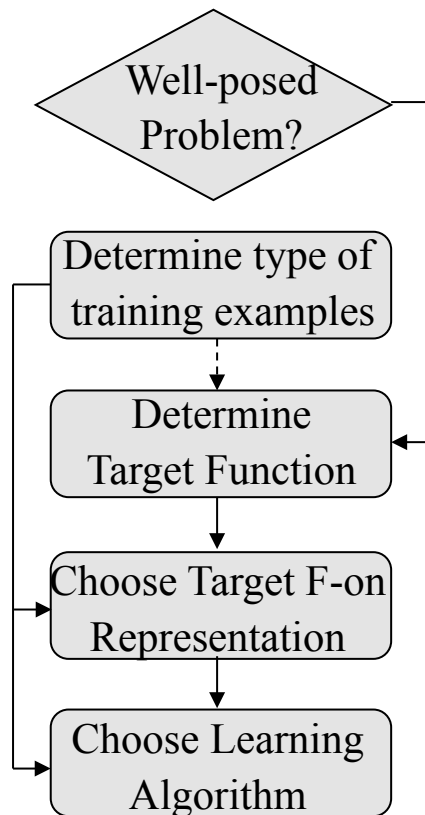 Well-posed
Problem?
Determine type of
training examples
Determine
Target Function
Choose Target F-on
Representation
Choose Learning
Algorithm